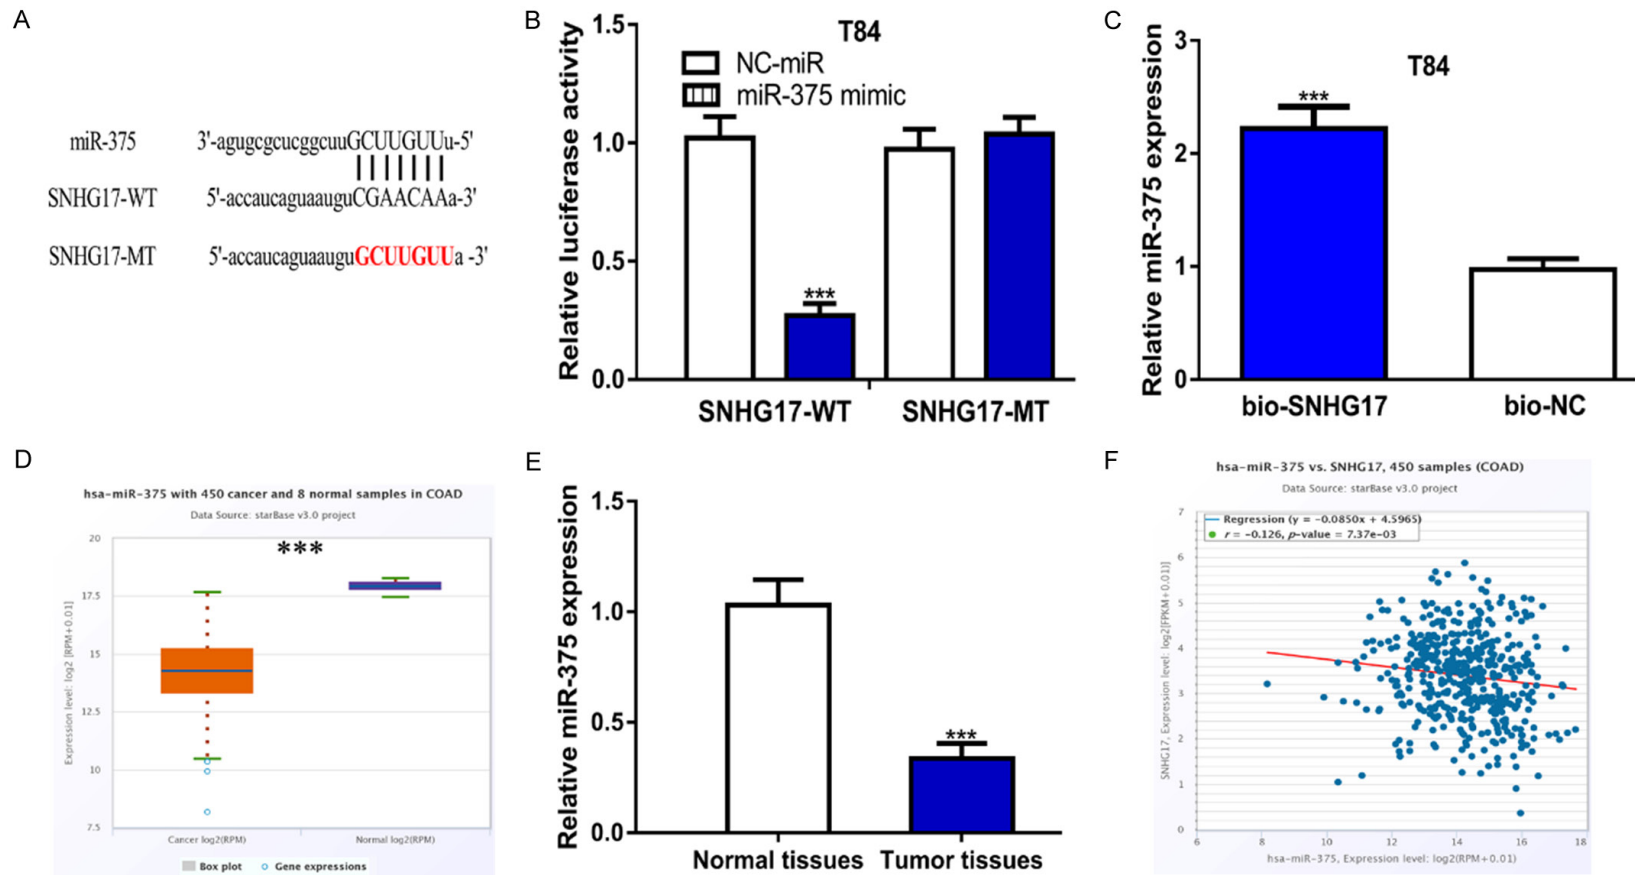 A
miR-375 3'-agugcgcucggcuuGCUUGUUu-5'
SNHG17-WT 5'-accaucaguaauguCGAACAAa-3'
SNHG17-MT 5'-accaucaguaauguGCUUGUUa -3'
B
T84
NC-miR
miR-375 mimic
Relative luciferase activity
1.5
1.0
0.5
0.0
***
SNHG17-WT SNHG17-MT
C
T84
Relative miR-375 expression
3
2
1
0
***
bio-SNHG17 bio-NC
D
hsa-miR-375 with 450 cancer and 8 normal samples in COAD
Data Source: starBase v3.0 project
***
Expression level: log2 [RPM+0.01]
20
17.5
15
12.5
10
7.5
Cancer log2(RPM) Normal log2(RPM)
Box plot Gene expressions
E
Relative miR-375 expression
1.5
1.0
0.5
0.0
***
Normal tissues Tumor tissues
F
hsa-miR-375 vs. SNHG17, 450 samples (COAD)
Data Source: starBase v3.0 project
Regression (y = -0.0850x + 4.5965)
r = -0.126, p-value = 7.37e-03
SNHG17, Expression level: log2[FPKM+0.01)]
7
6
5
4
3
2
1
0
6 8 10 12 14 16 18
hsa-miR-375, Expression level: log2(RPM+0.01)